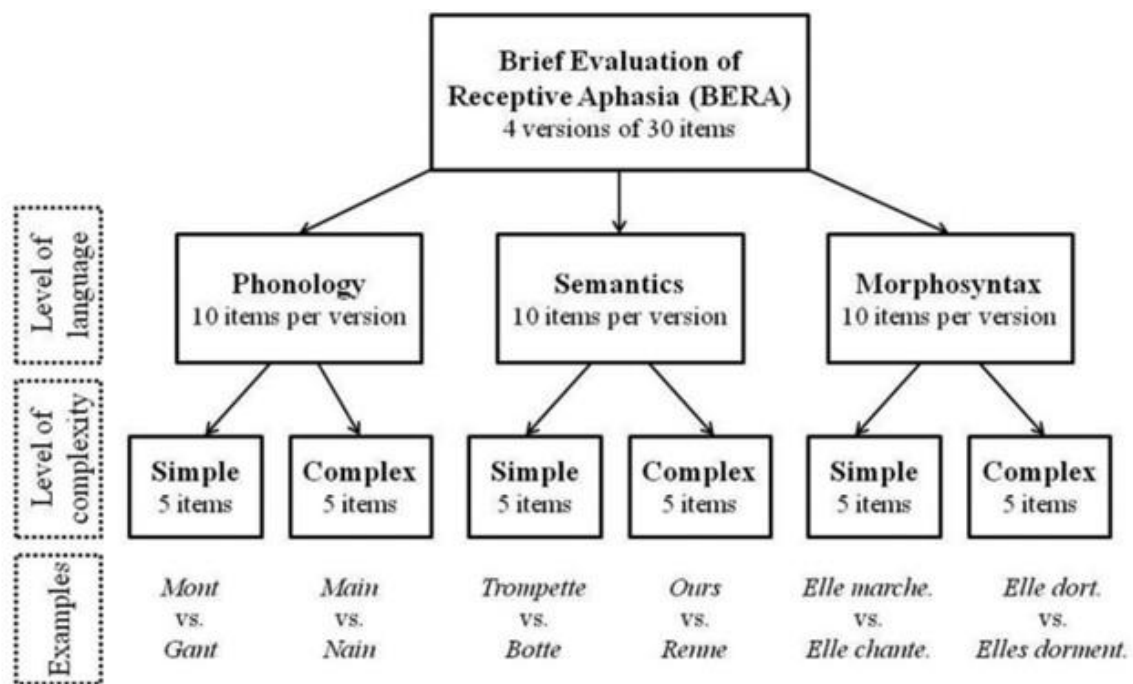 Brief Evaluation of
Receptive Aphasia (BERA)
4 versions of 30 items
Level of
language
Phonology
10 items per version
Semantics
10 items per version
Morphosyntax
10 items per version
Level of
complexity
Simple
5 items
Complex
5 items
Simple
5 items
Complex
5 items
Simple
5 items
Complex
5 items
Examples
Mont
vs.
Gant
Main
vs.
Nain
Trompette
vs.
Botte
Ours
vs.
Renne
Elle marche.
vs.
Elle chante.
Elle dort.
vs.
Elles dorment.